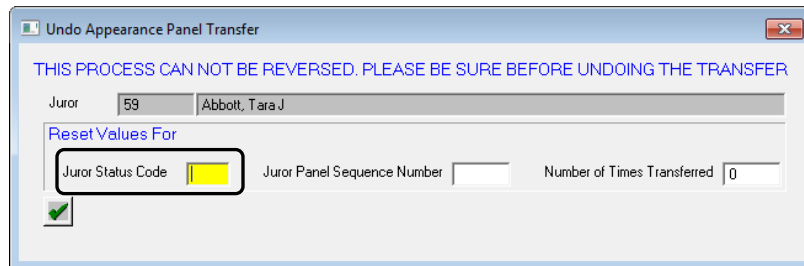 Undo Appearance Panel Transfer
THIS PROCESS CAN NOT BE REVERSED. PLEASE BE SURE BEFORE UNDOING THE TRANSFER
Juror 59 Abbott, Tara J
Reset Values For
Juror Status Code Juror Panel Sequence Number Number of Times Transferred 0